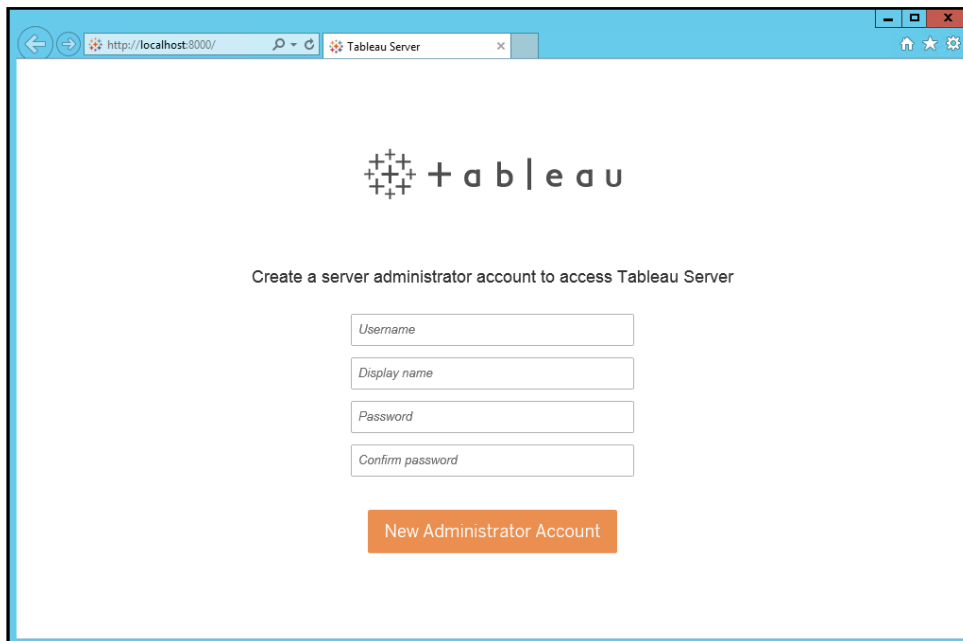 http://localhost:8000/
Tableau Server
+ a b l e a u
Create a server administrator account to access Tableau Server
Username
Display name
Password
Confirm password
New Administrator Account